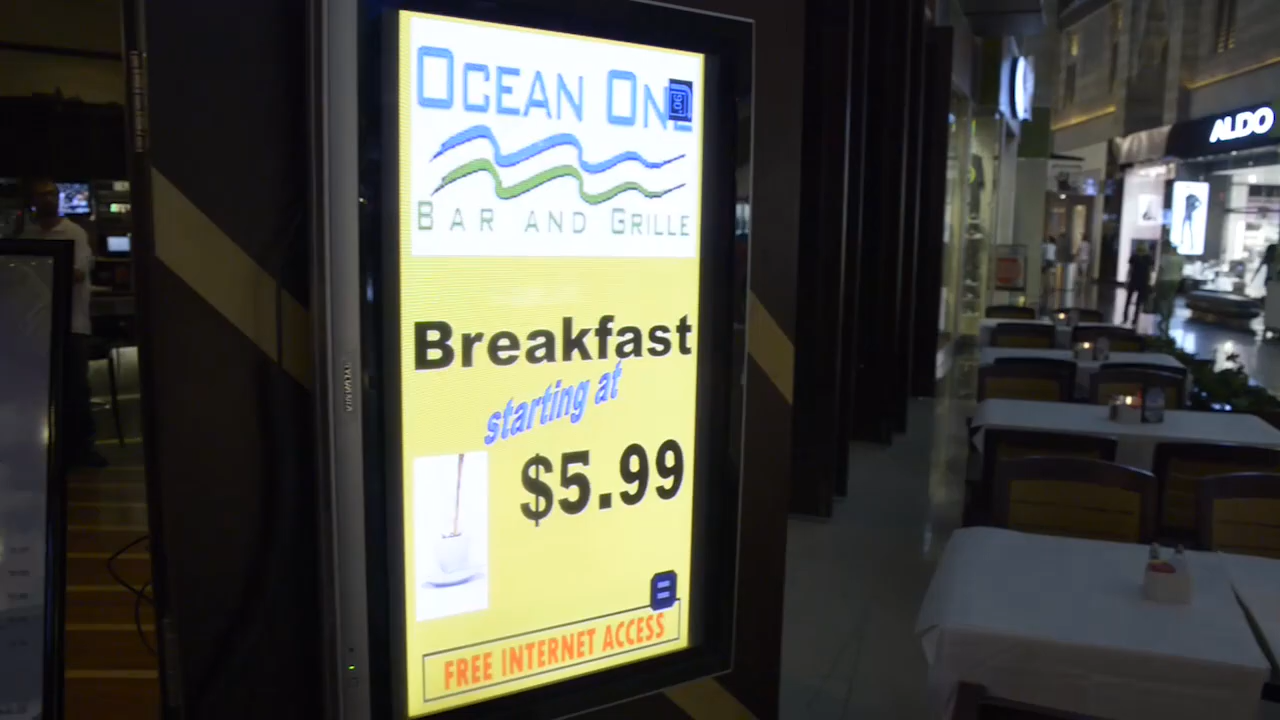 OCEAN ONE
BAR AND GRILLE
Breakfast
starting at
$5.99
FREE INTERNET ACCESS
ALDO